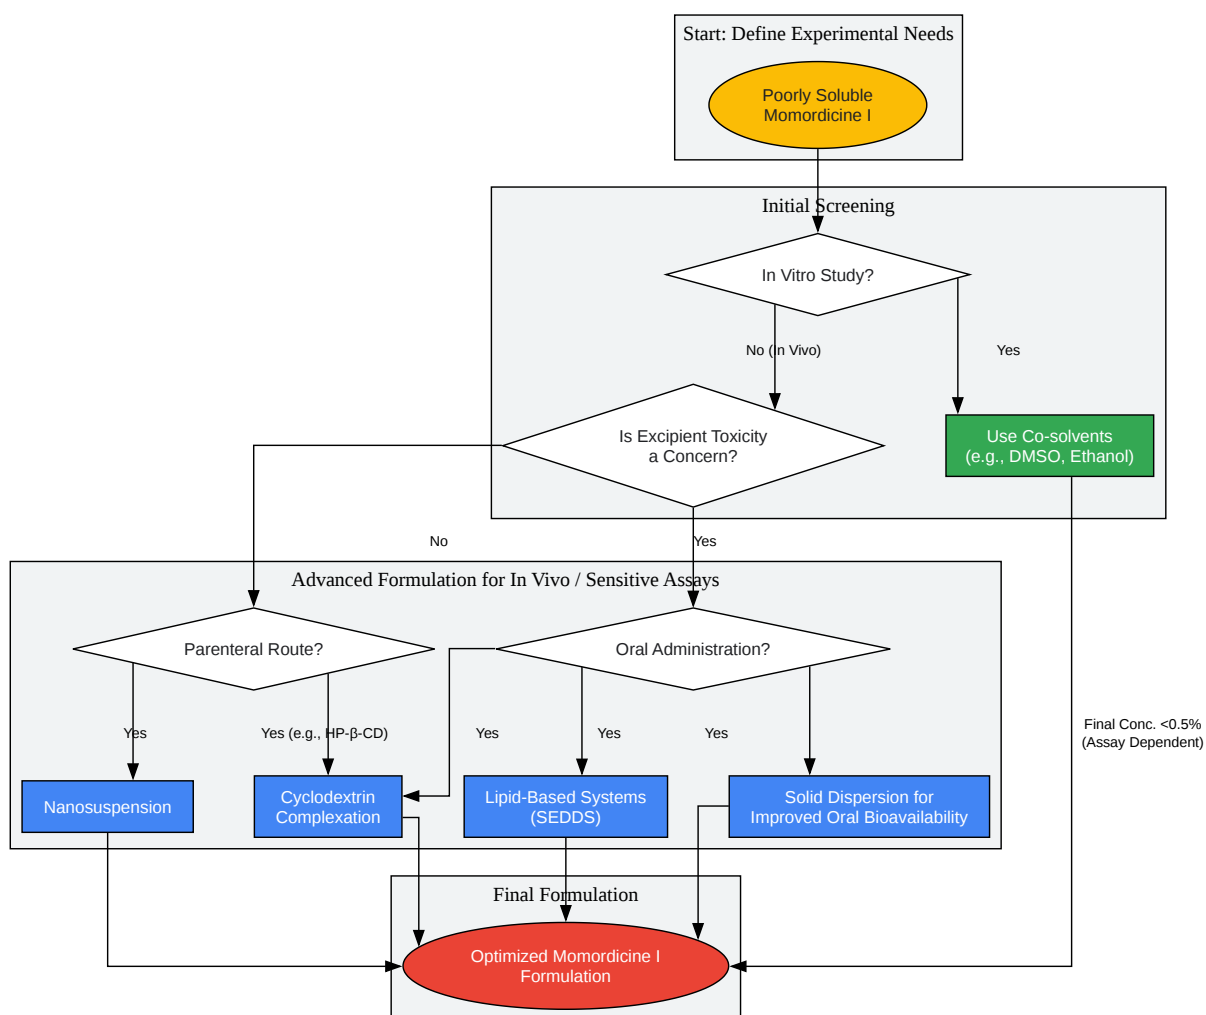 Start: Define Experimental Needs
Poorly Soluble
Momordicine I
Initial Screening
In Vitro Study?
No (In Vivo)
Yes
Is Excipient Toxicity
a Concern?
Use Co-solvents
(e.g., DMSO, Ethanol)
No
Yes
Advanced Formulation for In Vivo / Sensitive Assays
Parenteral Route?
Oral Administration?
Yes
Yes (e.g., HP-β-CD)
Yes
Yes
Yes
Final Conc. <0.5%
(Assay Dependent)
Nanosuspension
Cyclodextrin
Complexation
Lipid-Based Systems
(SEDDS)
Solid Dispersion for
Improved Oral Bioavailability
Final Formulation
Optimized Momordicine I
Formulation